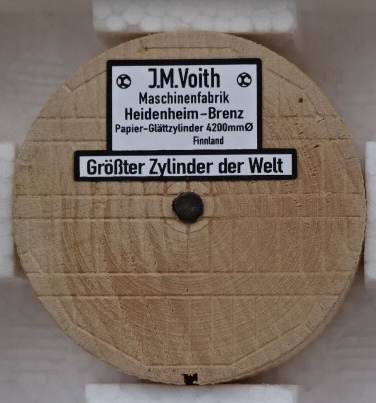 J.M.Voith
Maschinenfabrik
Heidenheim-Brenz
Papier-Glättzylinder 4200mmØ
Finnland
Größter Zylinder der Welt